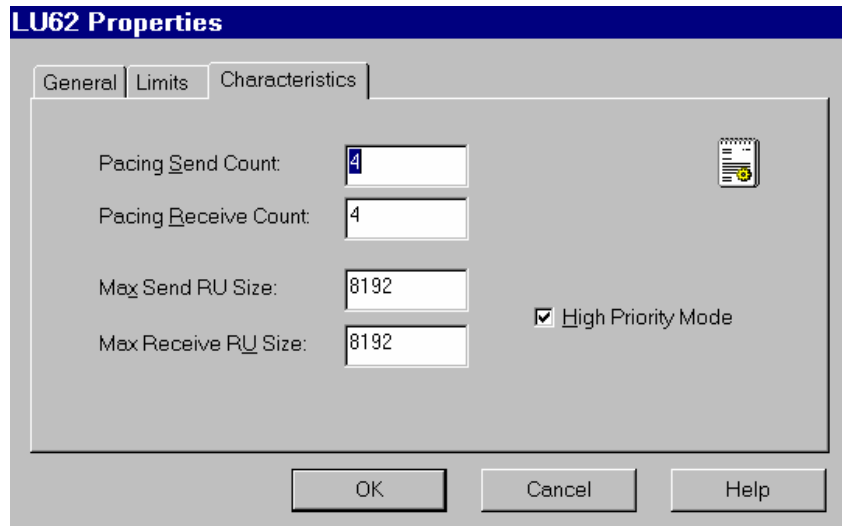 LU62 Properties
General Limits Characteristics
Pacing Send Count: 4
Pacing Receive Count: 4
Max Send RU Size: 8192
High Priority Mode
Max Receive RU Size: 8192
OK Cancel Help